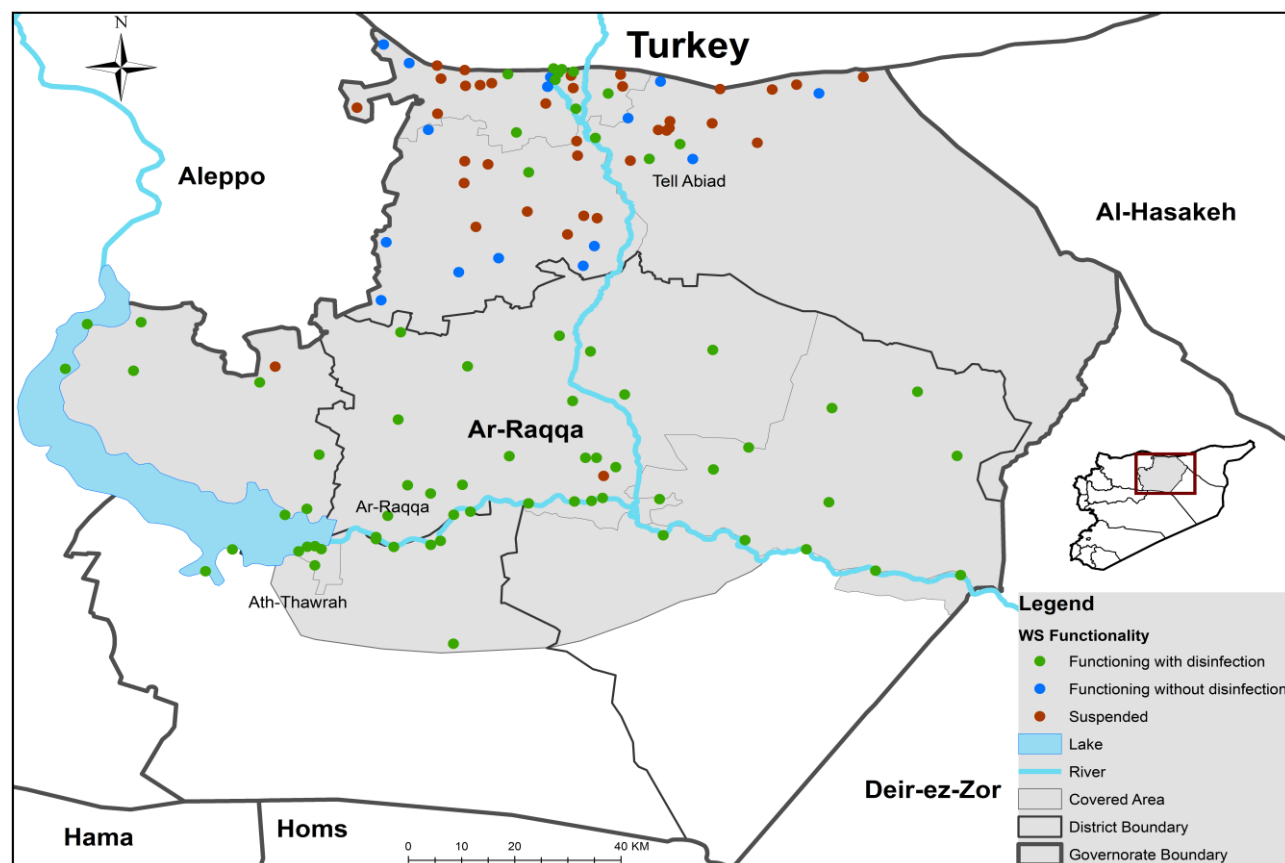 N
Turkey
Aleppo
Tell Abiad
Al-Hasakeh
Ar-Raqqa
Ar-Raqqa
Ath-Thawrah
Legend
WS Functionality
Functioning with disinfection
Functioning without disinfection
Suspended
Lake
River
Covered Area
District Boundary
Governorate Boundary
Deir-ez-Zor
Hama
Homs
0 10 20 40 KM